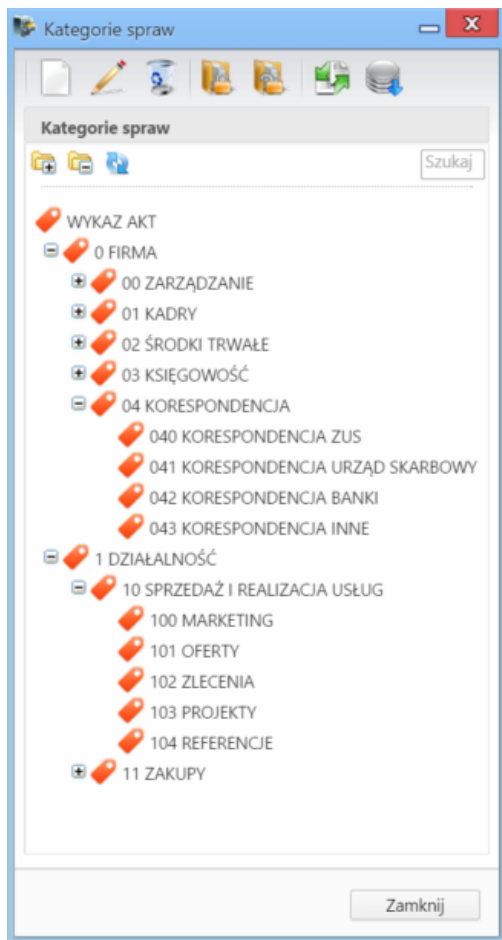 Kategorie spraw
Kategorie spraw
Szukaj
WYKAZ AKT
0 FIRMA
00 ZARZĄDZANIE
01 KADRY
02 ŚRODKI TRWAŁE
03 KSIĘGOWOŚĆ
04 KORESPONDENCJA
040 KORESPONDENCJA ZUS
041 KORESPONDENCJA URZĄD SKARBOWY
042 KORESPONDENCJA BANKI
043 KORESPONDENCJA INNE
1 DZIAŁALNOŚĆ
10 SPRZEDAŻ I REALIZACJA USŁUG
100 MARKETING
101 OFERTY
102 ZLECENIA
103 PROJEKTY
104 REFERENCJE
11 ZAKUPY
Zamknij